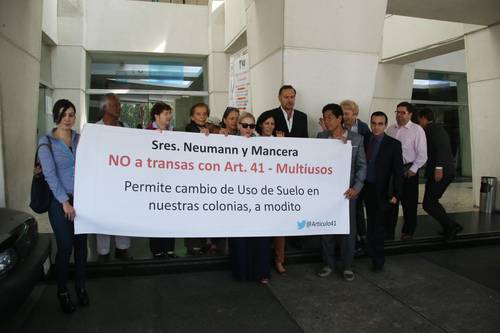 Sres. Neumann y Mancera
NO a transas con Art. 41 - Multiusos
Permite cambio de Uso de Suelo en
nuestras colonias, a modito
@Articulo41